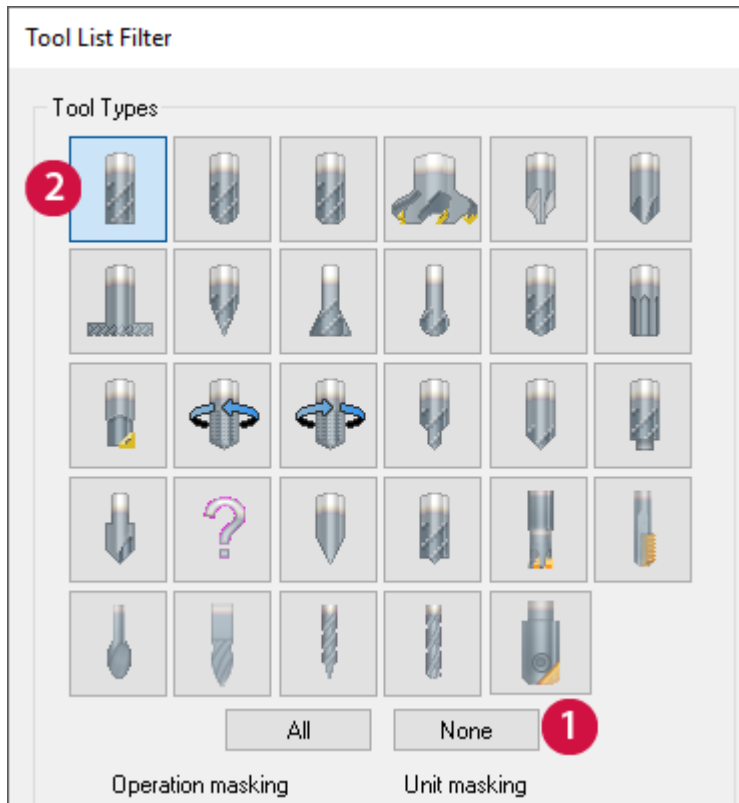 Tool List Filter
Tool Types
2
?
All
None
1
Operation masking
Unit masking